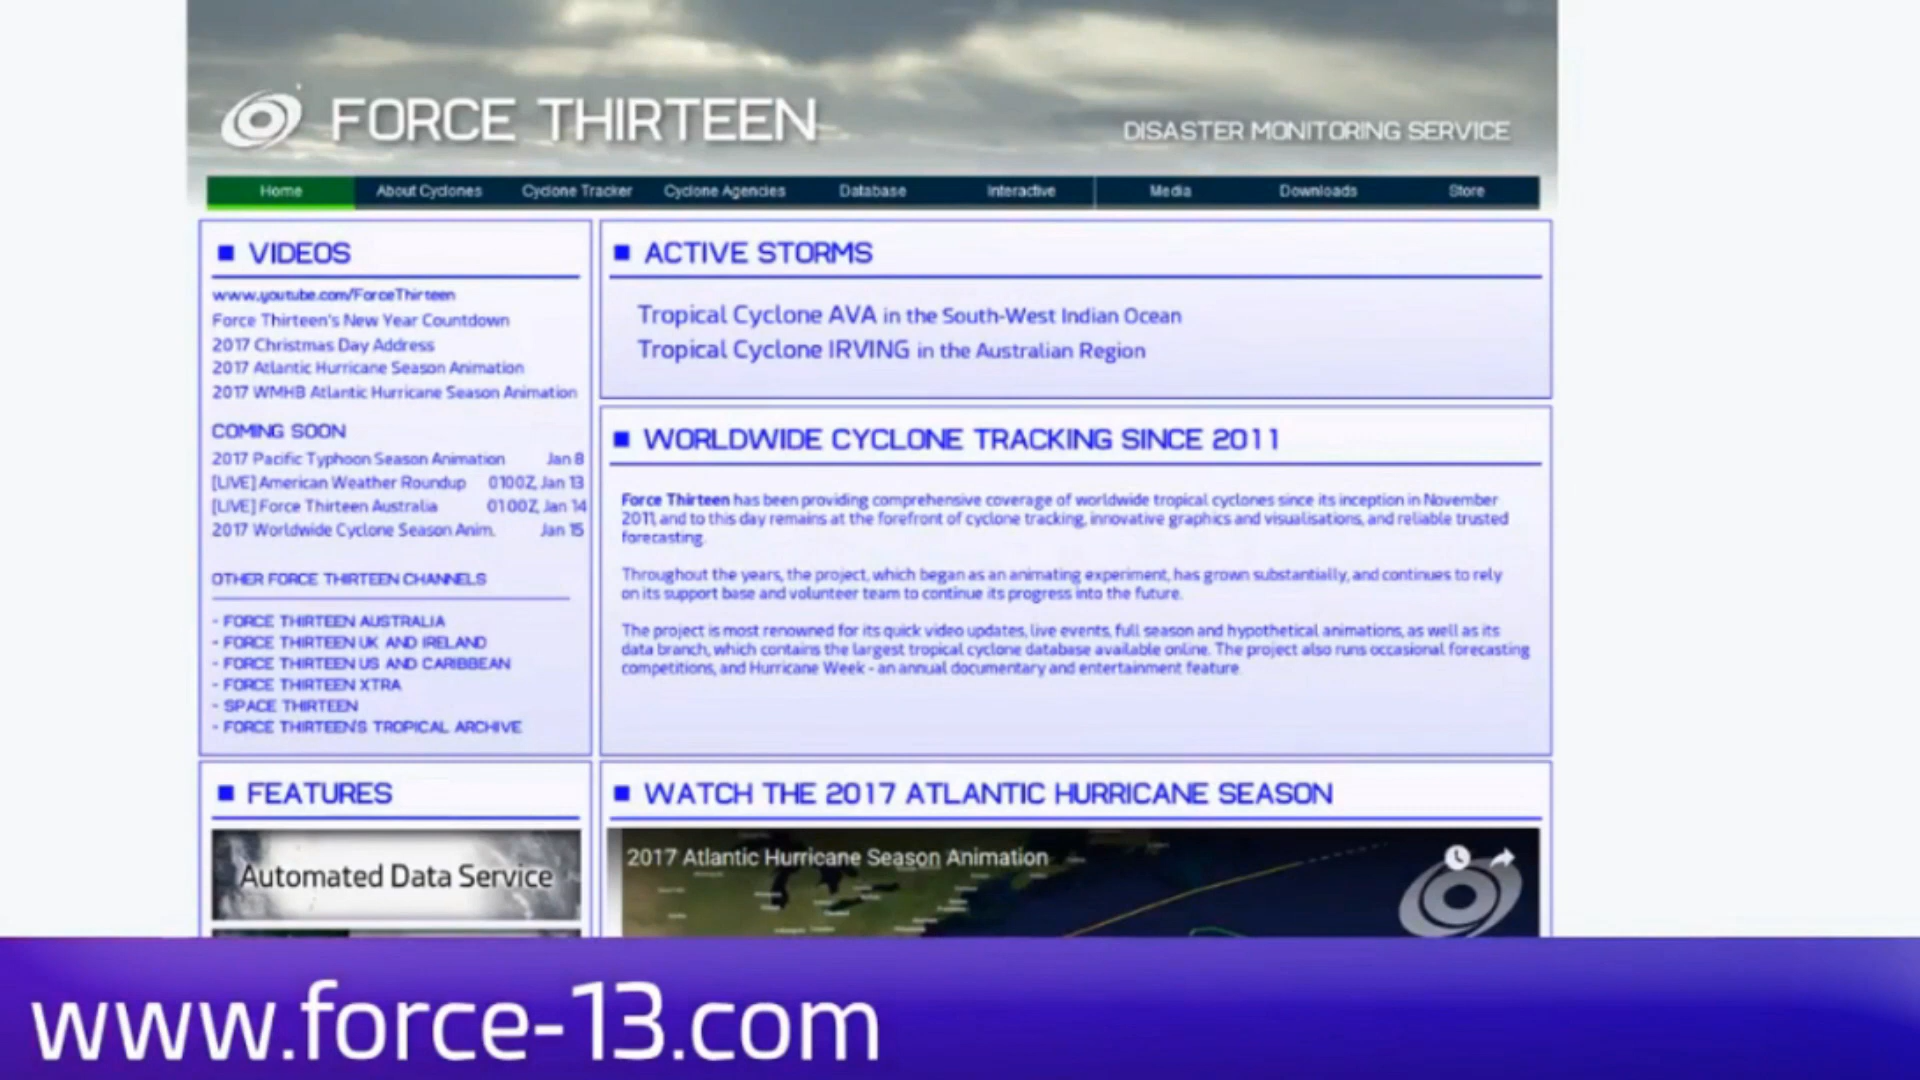 FORCE THIRTEEN
DISASTER MONITORING SERVICE
Home About Cyclones Cyclone Tracker Cyclone Agencies Database Interactive Media Downloads Store
VIDEOS
www.youtube.com/ForceThirteen
Force Thirteen's New Year Countdown
2017 Christmas Day Address
2017 Atlantic Hurricane Season Animation
2017 WMHB Atlantic Hurricane Season Animation
COMING SOON
2017 Pacific Typhoon Season Animation Jan 8
[LIVE] American Weather Roundup 0100Z, Jan 13
[LIVE] Force Thirteen Australia 0100Z, Jan 14
2017 Worldwide Cyclone Season Anim. Jan 15
OTHER FORCE THIRTEEN CHANNELS
- FORCE THIRTEEN AUSTRALIA
- FORCE THIRTEEN UK AND IRELAND
- FORCE THIRTEEN US AND CARIBBEAN
- FORCE THIRTEEN XTRA
- SPACE THIRTEEN
- FORCE THIRTEEN'S TROPICAL ARCHIVE
ACTIVE STORMS
Tropical Cyclone AVA in the South-West Indian Ocean
Tropical Cyclone IRVING in the Australian Region
WORLDWIDE CYCLONE TRACKING SINCE 2011
Force Thirteen has been providing comprehensive coverage of worldwide tropical cyclones since its inception in November
2011, and to this day remains at the forefront of cyclone tracking, innovative graphics and visualisations, and reliable trusted
forecasting.
Throughout the years, the project, which began as an animating experiment, has grown substantially, and continues to rely
on its support base and volunteer team to continue its progress into the future.
The project is most renowned for its quick video updates, live events, full season and hypothetical animations, as well as its
data branch, which contains the largest tropical cyclone database available online. The project also runs occasional forecasting
competitions, and Hurricane Week - an annual documentary and entertainment feature.
FEATURES
Automated Data Service
WATCH THE 2017 ATLANTIC HURRICANE SEASON
2017 Atlantic Hurricane Season Animation
www.force-13.com